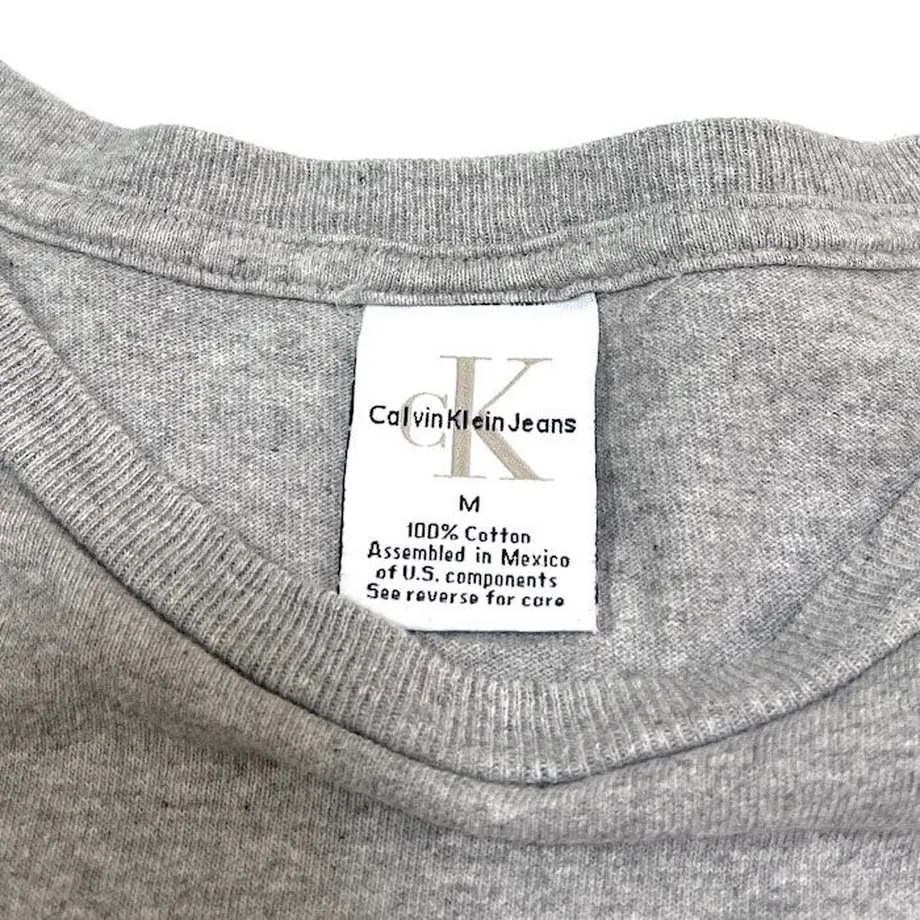 CK
Calvin Klein Jeans
M
100% Cotton
Assembled in Mexico
of U.S. components
See reverse for care